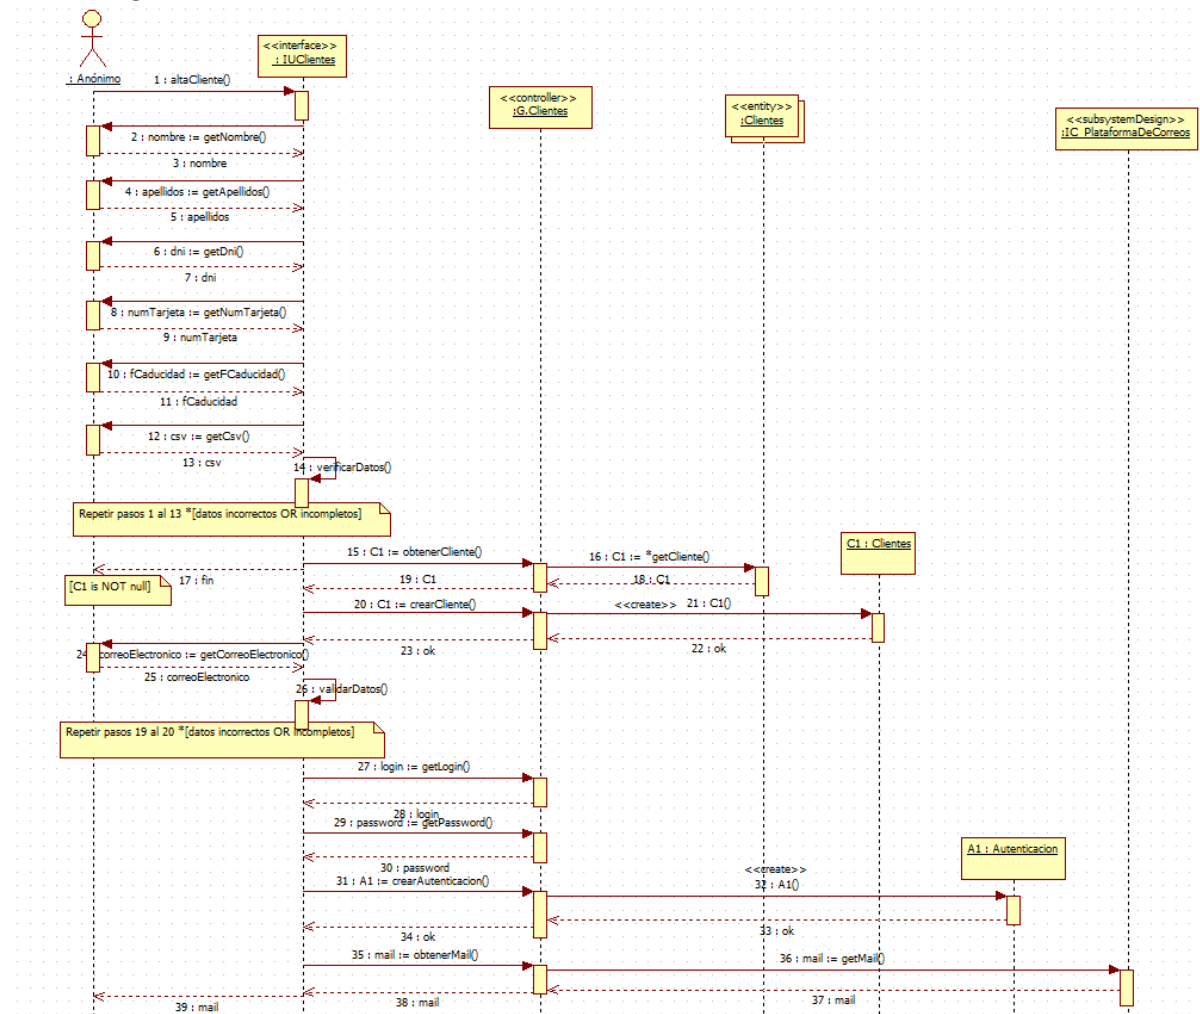 <<interface>>
: IUClientes
: Anónimo
1 : altaCliente()
<<controller>>
:G.Clientes
<<entity>>
:Clientes
<<subsystemDesign>>
:IC_PlataformaDeCorreos
2 : nombre := getNombre()
3 : nombre
4 : apellidos := getApellidos()
5 : apellidos
6 : dni := getDni()
7 : dni
8 : numTarjeta := getNumTarjeta()
9 : numTarjeta
10 : fCaducidad := getFCaducidad()
11 : fCaducidad
12 : csv := getCsv()
13 : csv
14 : verificarDatos()
Repetir pasos 1 al 13 *[datos incorrectos OR incompletos]
C1 : Clientes
15 : C1 := obtenerCliente()
16 : C1 := *getCliente()
17 : fin
18 : C1
19 : C1
[C1 is NOT null]
20 : C1 := crearCliente()
<<create>> 21 : C1()
22 : ok
23 : ok
24 : correoElectronico := getCorreoElectronico()
25 : correoElectronico
26 : validarDatos()
Repetir pasos 19 al 20 *[datos incorrectos OR incompletos]
27 : login := getLogin()
28 : login
29 : password := getPassword()
30 : password
A1 : Autenticacion
31 : A1 := crearAutenticacion()
<<create>>
32 : A1()
33 : ok
34 : ok
35 : mail := obtenerMail()
36 : mail := getMail()
37 : mail
38 : mail
39 : mail